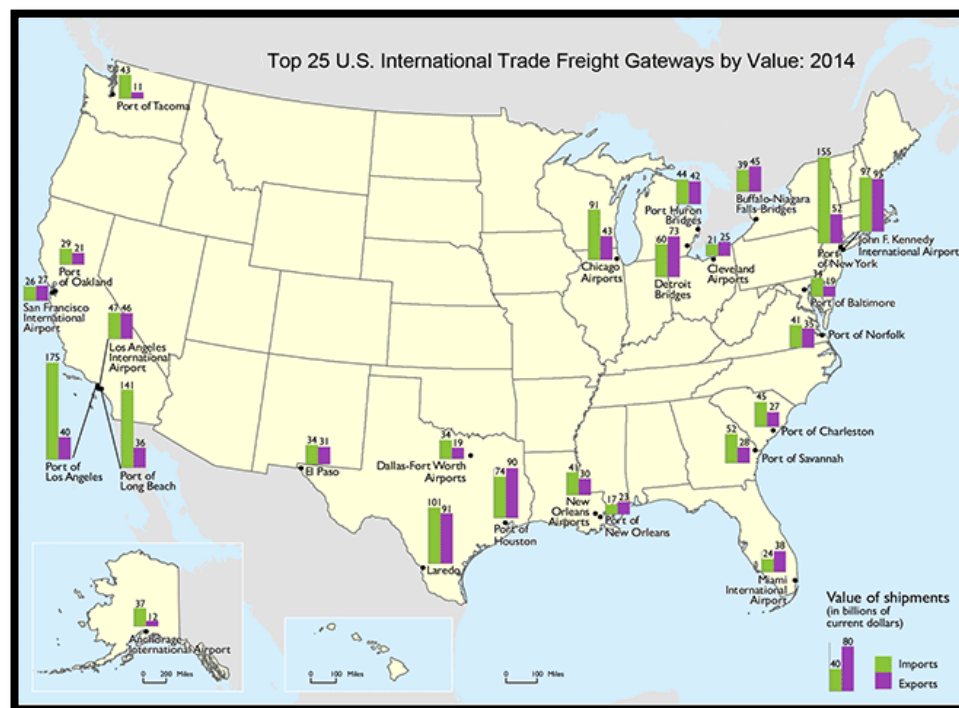 Top 25 U.S. International Trade Freight Gateways by Value: 2014
43
11
Port of Tacoma
29
21
Port
of Oakland
26
27
San Francisco
International
Airport
47
46
Los Angeles
International
Airport
175
40
Port of
Los Angeles
141
36
Port of
Long Beach
34
31
El Paso
34
19
Dallas-Fort Worth
Airports
101
91
Laredo
74
90
Port of
Houston
41
30
New
Orleans
Airports
17
23
Port of
New Orleans
91
43
Chicago
Airports
44
42
Port Huron
Bridges
60
73
Detroit
Bridges
21
25
Cleveland
Airports
39
45
Buffalo-Niagara
Falls-Bridges
155
52
Port
of New York
97
95
John F. Kennedy
International Airport
34
19
Port of Baltimore
41
35
Port of Norfolk
45
27
Port of Charleston
52
28
Port of Savannah
24
38
Miami
International
Airport
37
12
Anchorage
International Airport
0
200
Miles
0
100
Miles
0
100
Miles
Value of shipments
(in billions of
current dollars)
80
40
Imports
Exports